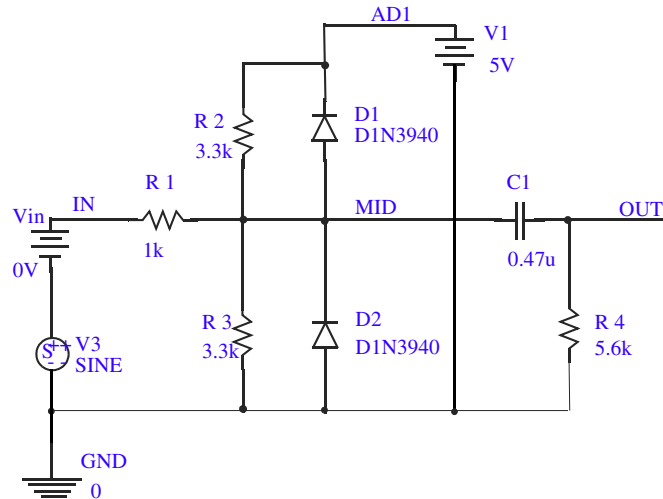 AD1
V1
5V
D1
D1N3940
R 2
3.3k
R 1
1k
IN
Vin
0V
MID
C1
0.47u
OUT
R 3
3.3k
D2
D1N3940
R 4
5.6k
S
++
- -
V3
SINE
GND
0